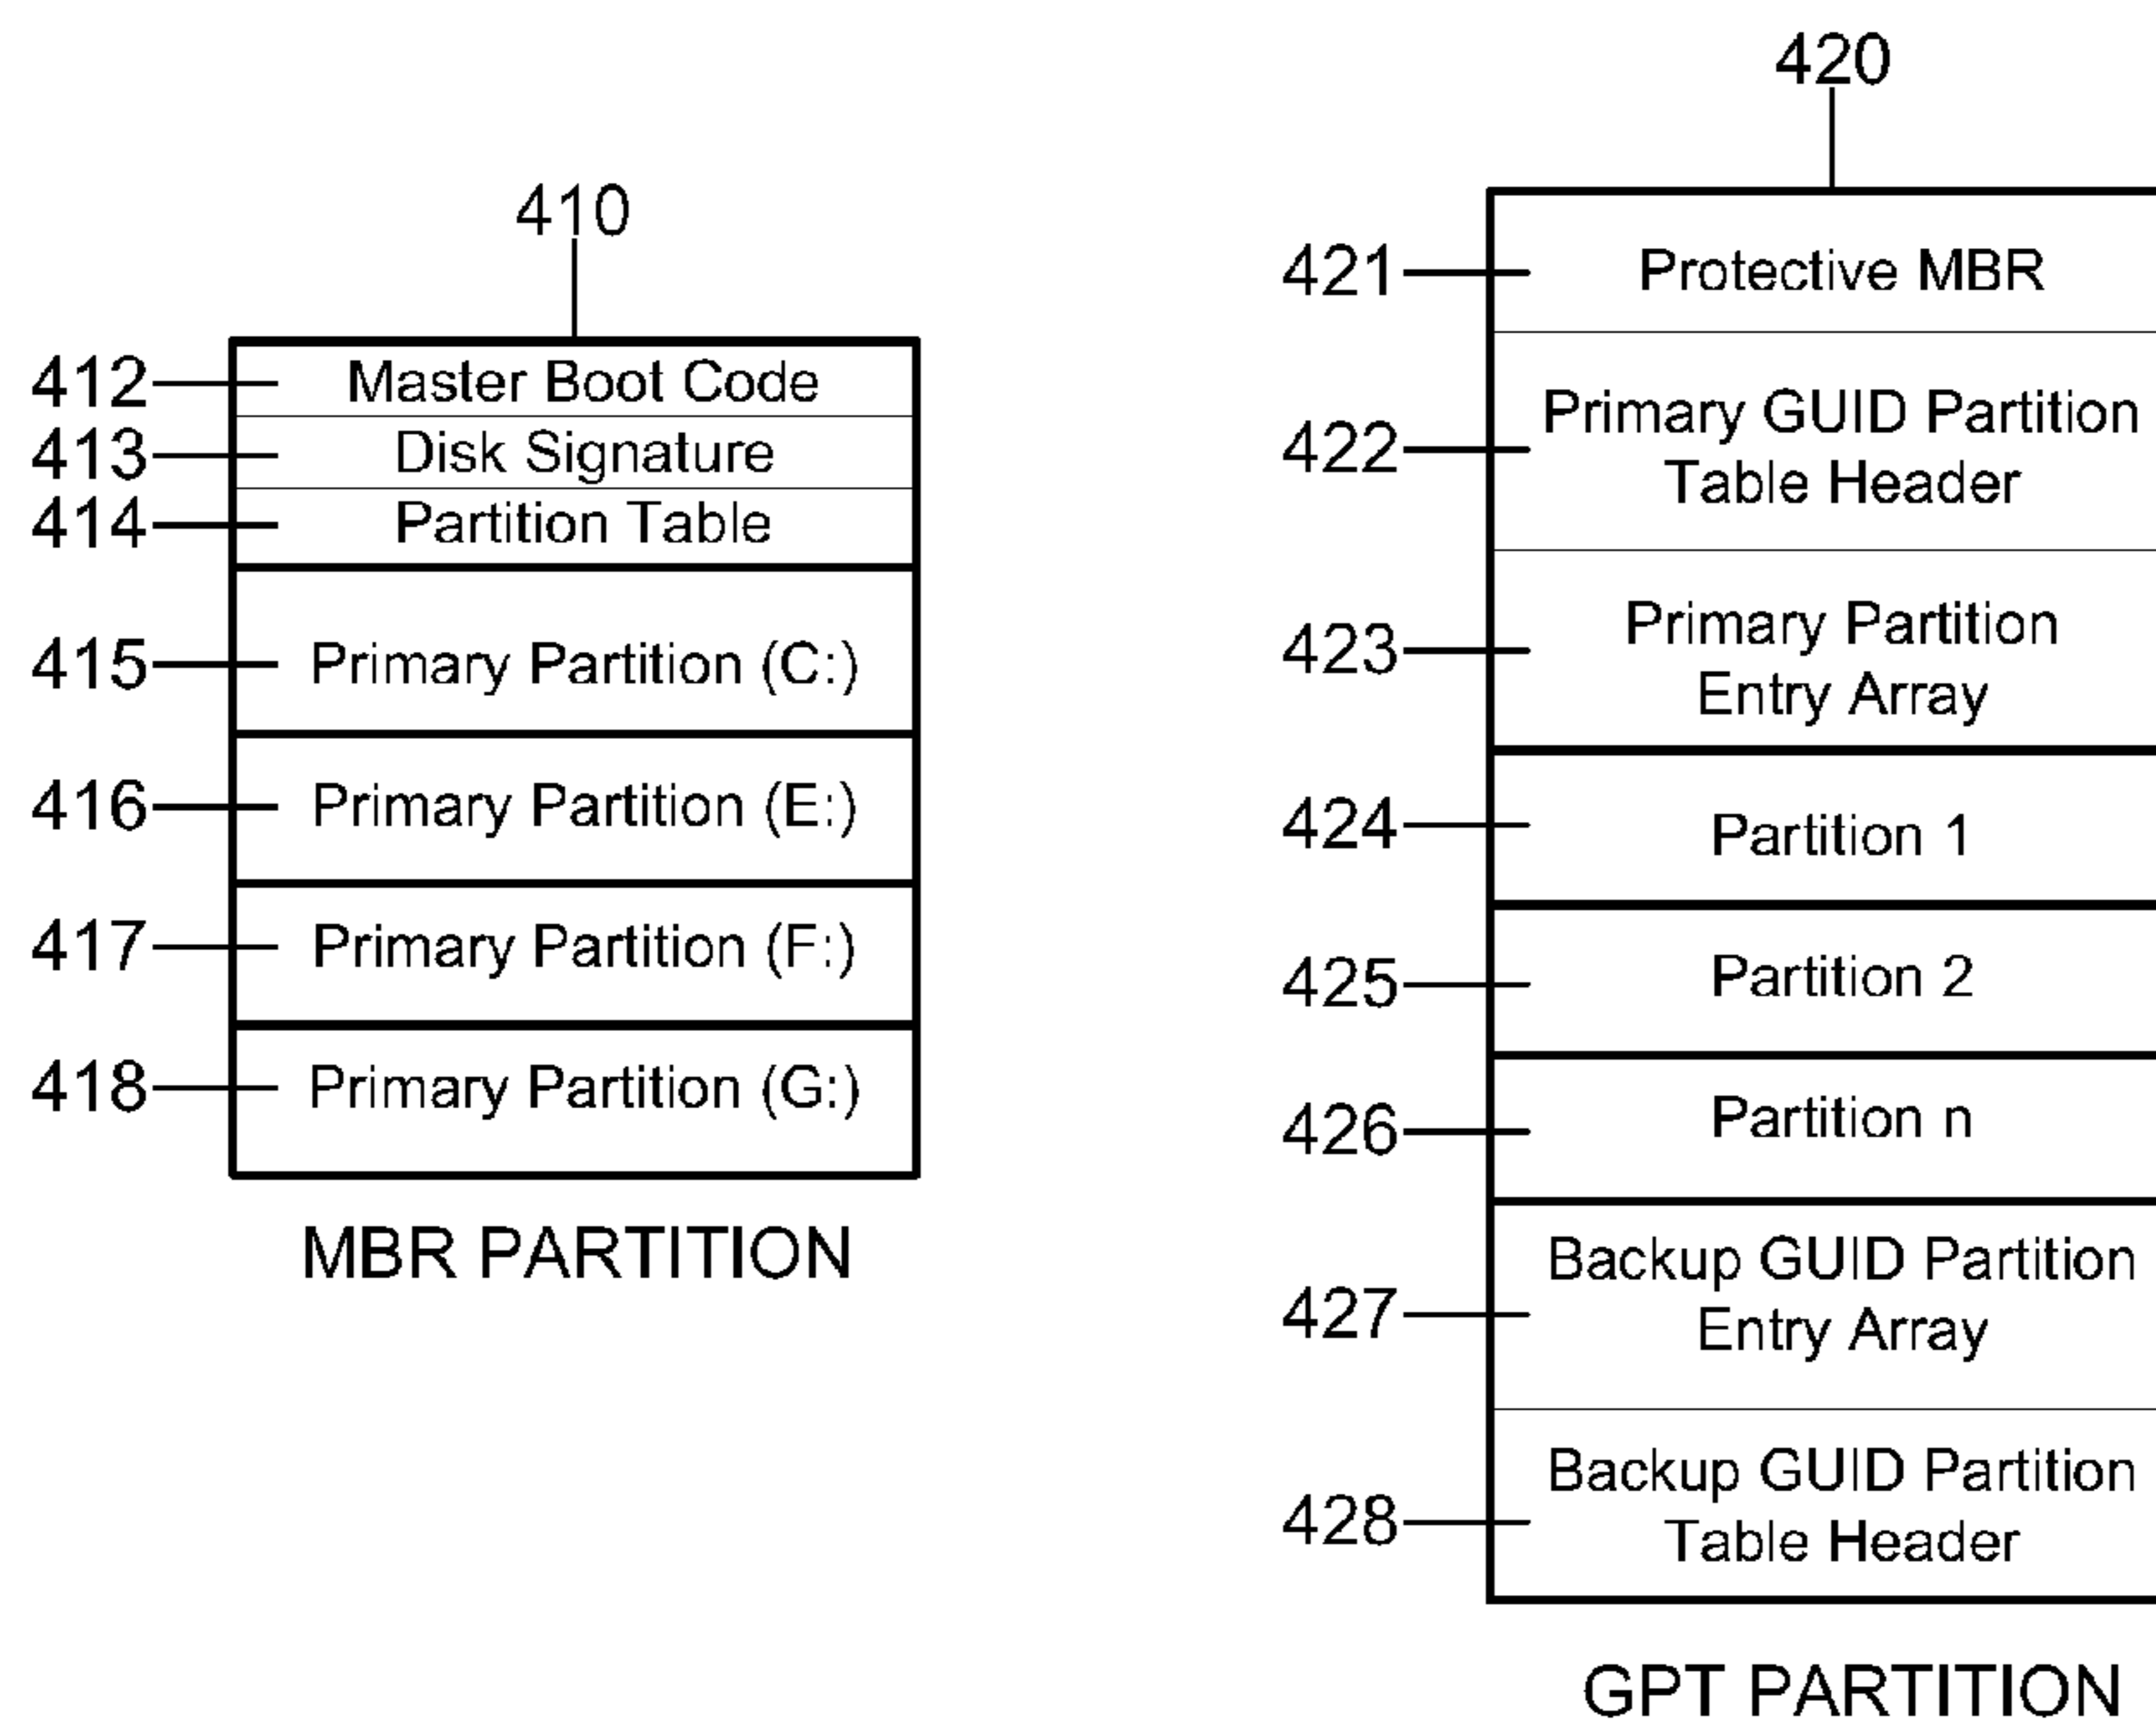 410
412 Master Boot Code
413 Disk Signature
414 Partition Table
415 Primary Partition (C:)
416 Primary Partition (E:)
417 Primary Partition (F:)
418 Primary Partition (G:)
MBR PARTITION
420
421 Protective MBR
422 Primary GUID Partition
Table Header
423 Primary Partition
Entry Array
424 Partition 1
425 Partition 2
426 Partition n
427 Backup GUID Partition
Entry Array
428 Backup GUID Partition
Table Header
GPT PARTITION